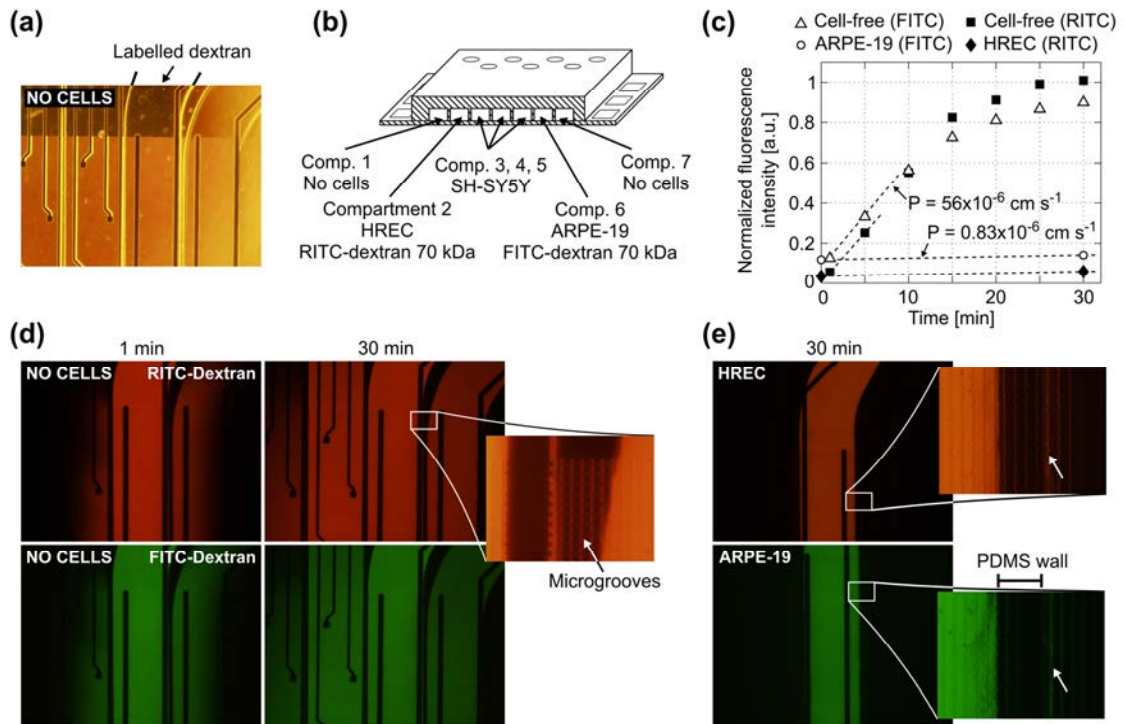 (a)
Labelled dextran
NO CELLS
(b)
Comp. 1
No cells
Comp. 3, 4, 5
SH-SY5Y
Comp. 7
No cells
Compartment 2
HREC
RITC-dextran 70 kDa
Comp. 6
ARPE-19
FITC-dextran 70 kDa
(c)
△ Cell-free (FITC) ■ Cell-free (RITC)
○ ARPE-19 (FITC) ◆ HREC (RITC)
Normalized fluorescence
intensity [a.u.]
1
0.8
0.6
0.4
0.2
0
P = 56x10⁻⁶ cm s⁻¹
P = 0.83x10⁻⁶ cm s⁻¹
0 10 20 30
Time [min]
(d)
1 min
30 min
NO CELLS RITC-Dextran
Microgrooves
NO CELLS FITC-Dextran
(e)
30 min
HREC
ARPE-19
PDMS wall